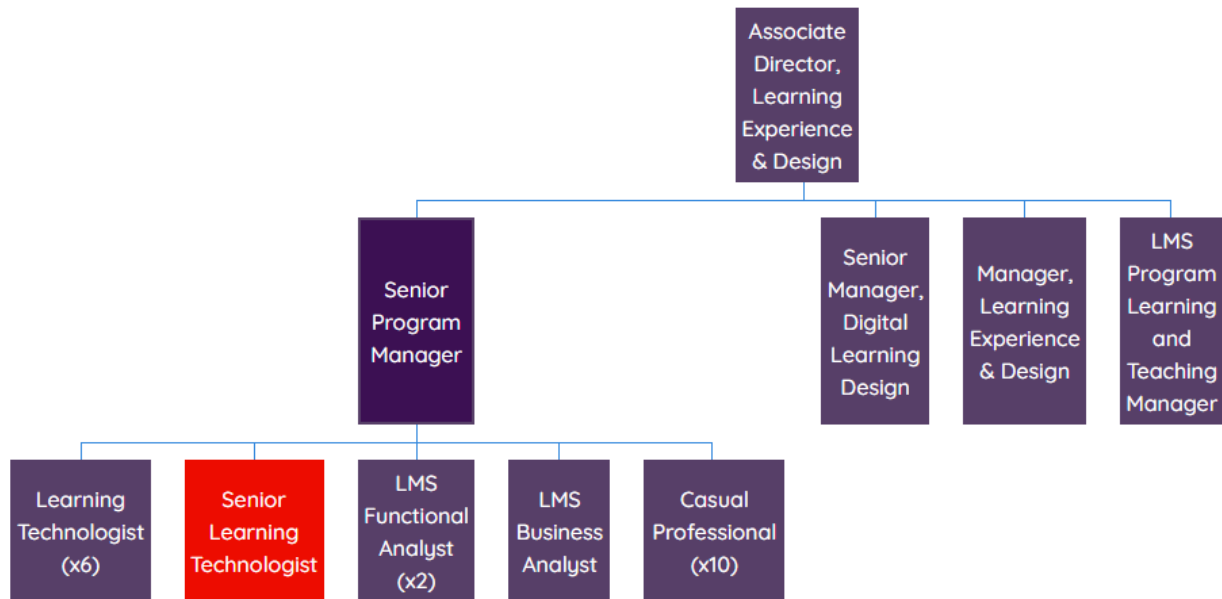 Associate
Director,
Learning
Experience
& Design
Senior
Program
Manager
Senior
Manager,
Digital
Learning
Design
Manager,
Learning
Experience
& Design
LMS
Program
Learning
and
Teaching
Manager
Learning
Technologist
(x6)
Senior
Learning
Technologist
LMS
Functional
Analyst
(x2)
LMS
Business
Analyst
Casual
Professional
(x10)